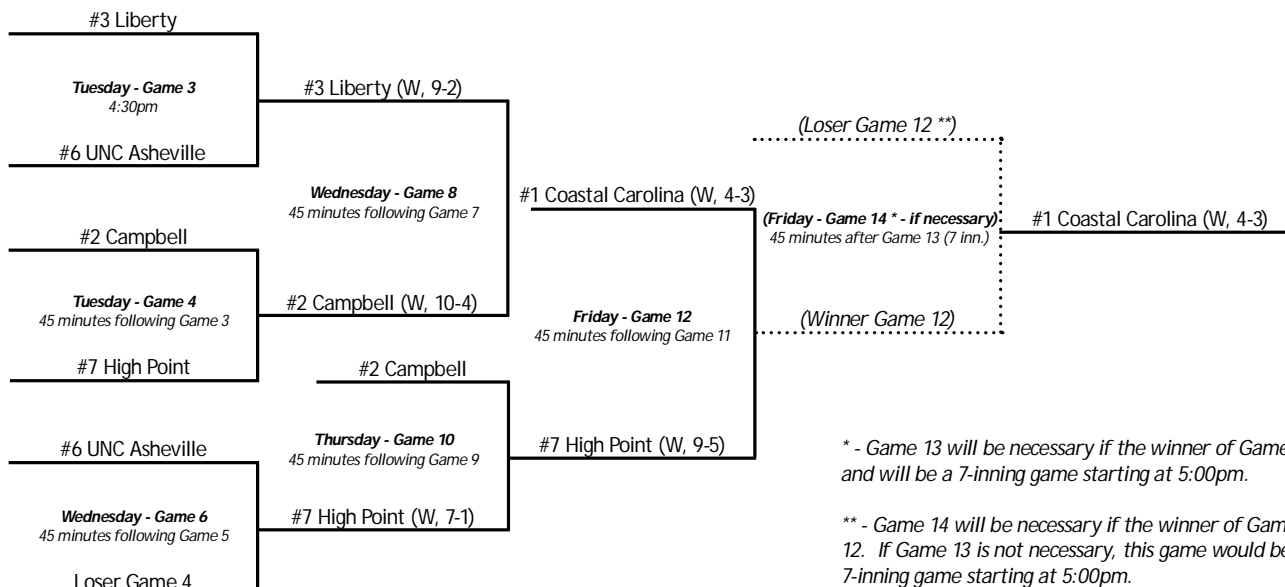 #3 Liberty
Tuesday - Game 3
4:30pm
#3 Liberty (W, 9-2)
(Loser Game 12 **)
#6 UNC Asheville
Wednesday - Game 8
45 minutes following Game 7
#1 Coastal Carolina (W, 4-3)
(Friday - Game 14 * - if necessary)
45 minutes after Game 13 (7 inn.)
#1 Coastal Carolina (W, 4-3)
#2 Campbell
Tuesday - Game 4
45 minutes following Game 3
#2 Campbell (W, 10-4)
Friday - Game 12
45 minutes following Game 11
(Winner Game 12)
#7 High Point
#2 Campbell
#6 UNC Asheville
Thursday - Game 10
45 minutes following Game 9
#7 High Point (W, 9-5)
* - Game 13 will be necessary if the winner of Game
and will be a 7-inning game starting at 5:00pm.
Wednesday - Game 6
45 minutes following Game 5
#7 High Point (W, 7-1)
** - Game 14 will be necessary if the winner of Gam
12. If Game 13 is not necessary, this game would be
7-inning game starting at 5:00pm.
Loser Game 4